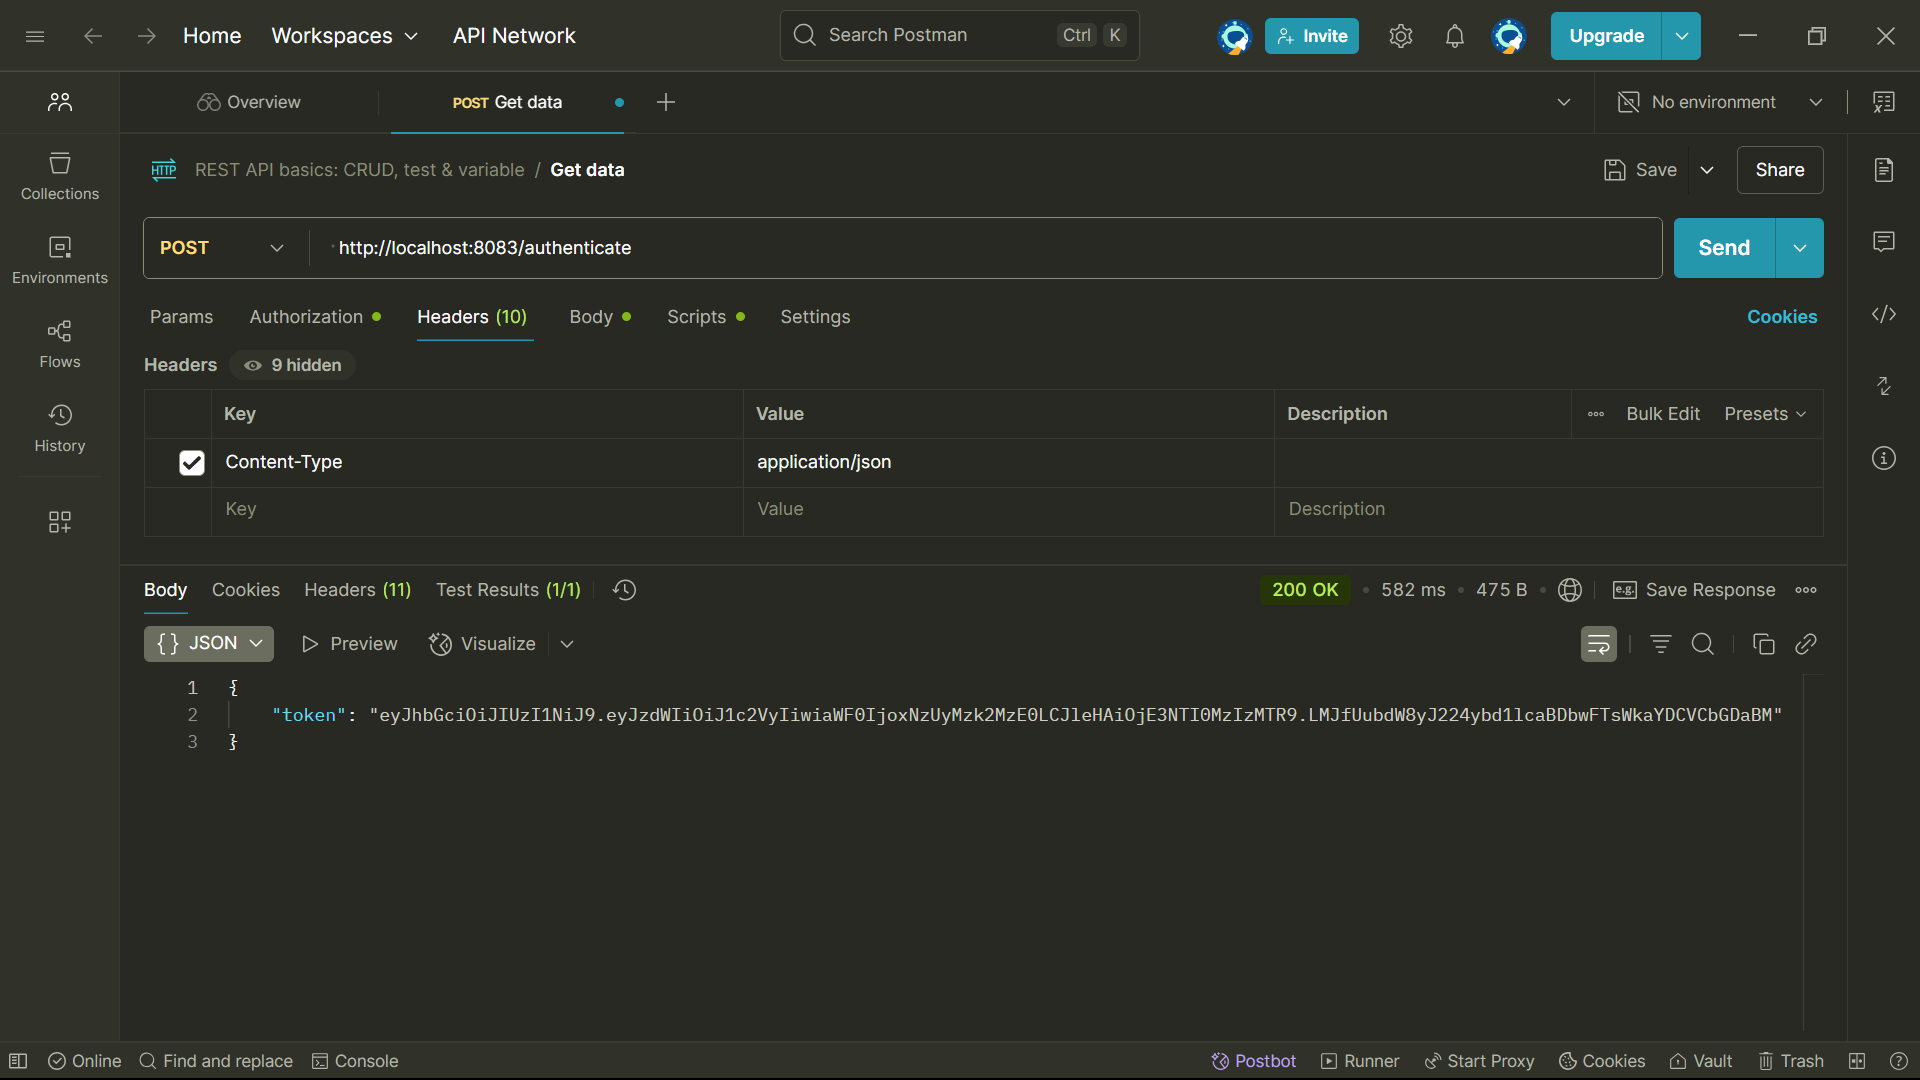 Home Workspaces API Network Search Postman Ctrl K Invite Upgrade
Overview POST Get data No environment
HTTP REST API basics: CRUD, test & variable / Get data Save Share
Collections
POST http://localhost:8083/authenticate Send
Environments
Params Authorization Headers (10) Body Scripts Settings Cookies
Flows
Headers 9 hidden
Key Value Description Bulk Edit Presets
History
Content-Type application/json
Key Value Description
Body Cookies Headers (11) Test Results (1/1) 200 OK 582 ms 475 B e.g. Save Response
{} JSON Preview Visualize
1 {
2 "token": "eyJhbGciOiJIUzI1NiJ9.eyJzdWIiOiJ1c2VyIiwiaWF0IjoxNzUyMzk2MzE0LCJleHAiOjE3NTI0MzIzMTR9.LMJfUubdW8yJ224ybd1lcaBDbwFTsWkaYDCVCbGDaBM"
3 }
Online Find and replace Console Postbot Runner Start Proxy Cookies Vault Trash